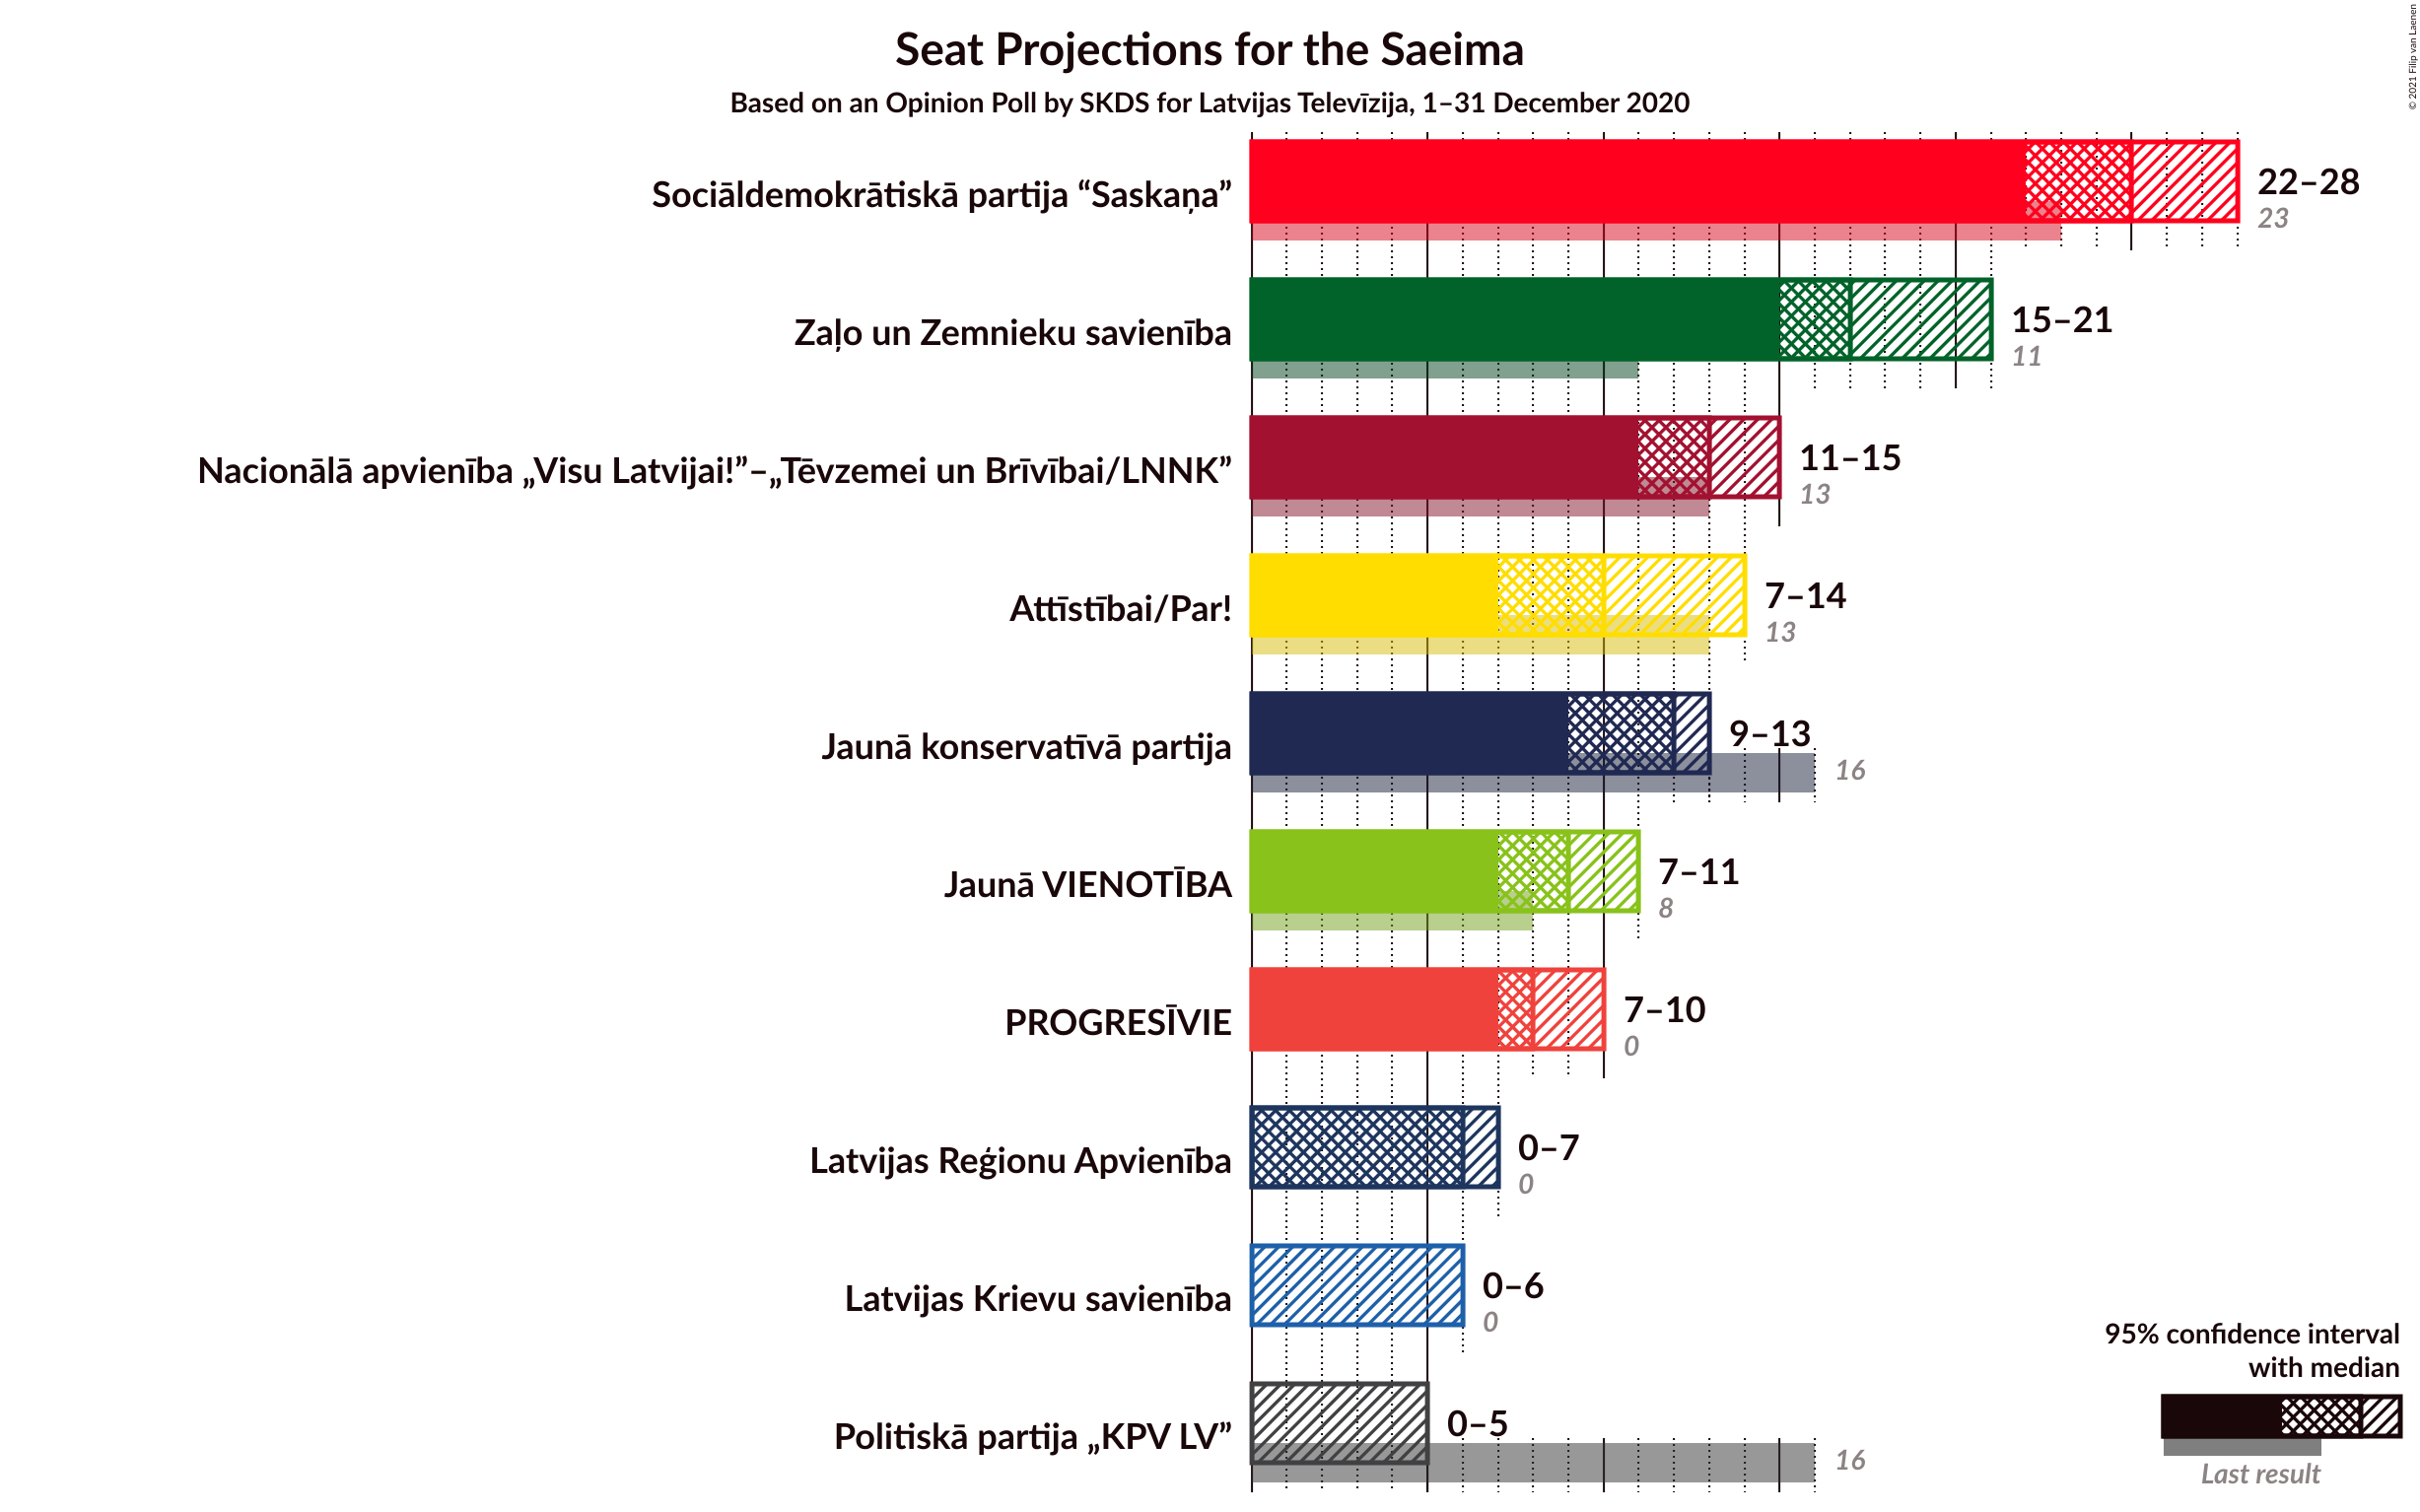 © 2021 Filip van Laenen
Seat Projections for the Saeima
Based on an Opinion Poll by SKDS for Latvijas Televīzija, 1–31 December 2020
Sociāldemokrātiskā partija “Saskaņa”
22–28
23
Zaļo un Zemnieku savienība
15–21
11
Nacionālā apvienība „Visu Latvijai!”–„Tēvzemei un Brīvībai/LNNK”
11–15
13
Attīstībai/Par!
7–14
13
Jaunā konservatīvā partija
9–13
16
Jaunā VIENOTĪBA
7–11
8
PROGRESĪVIE
7–10
0
Latvijas Reģionu Apvienība
0–7
0
Latvijas Krievu savienība
0–6
0
Politiskā partija „KPV LV”
0–5
16
95% confidence interval
with median
Last result